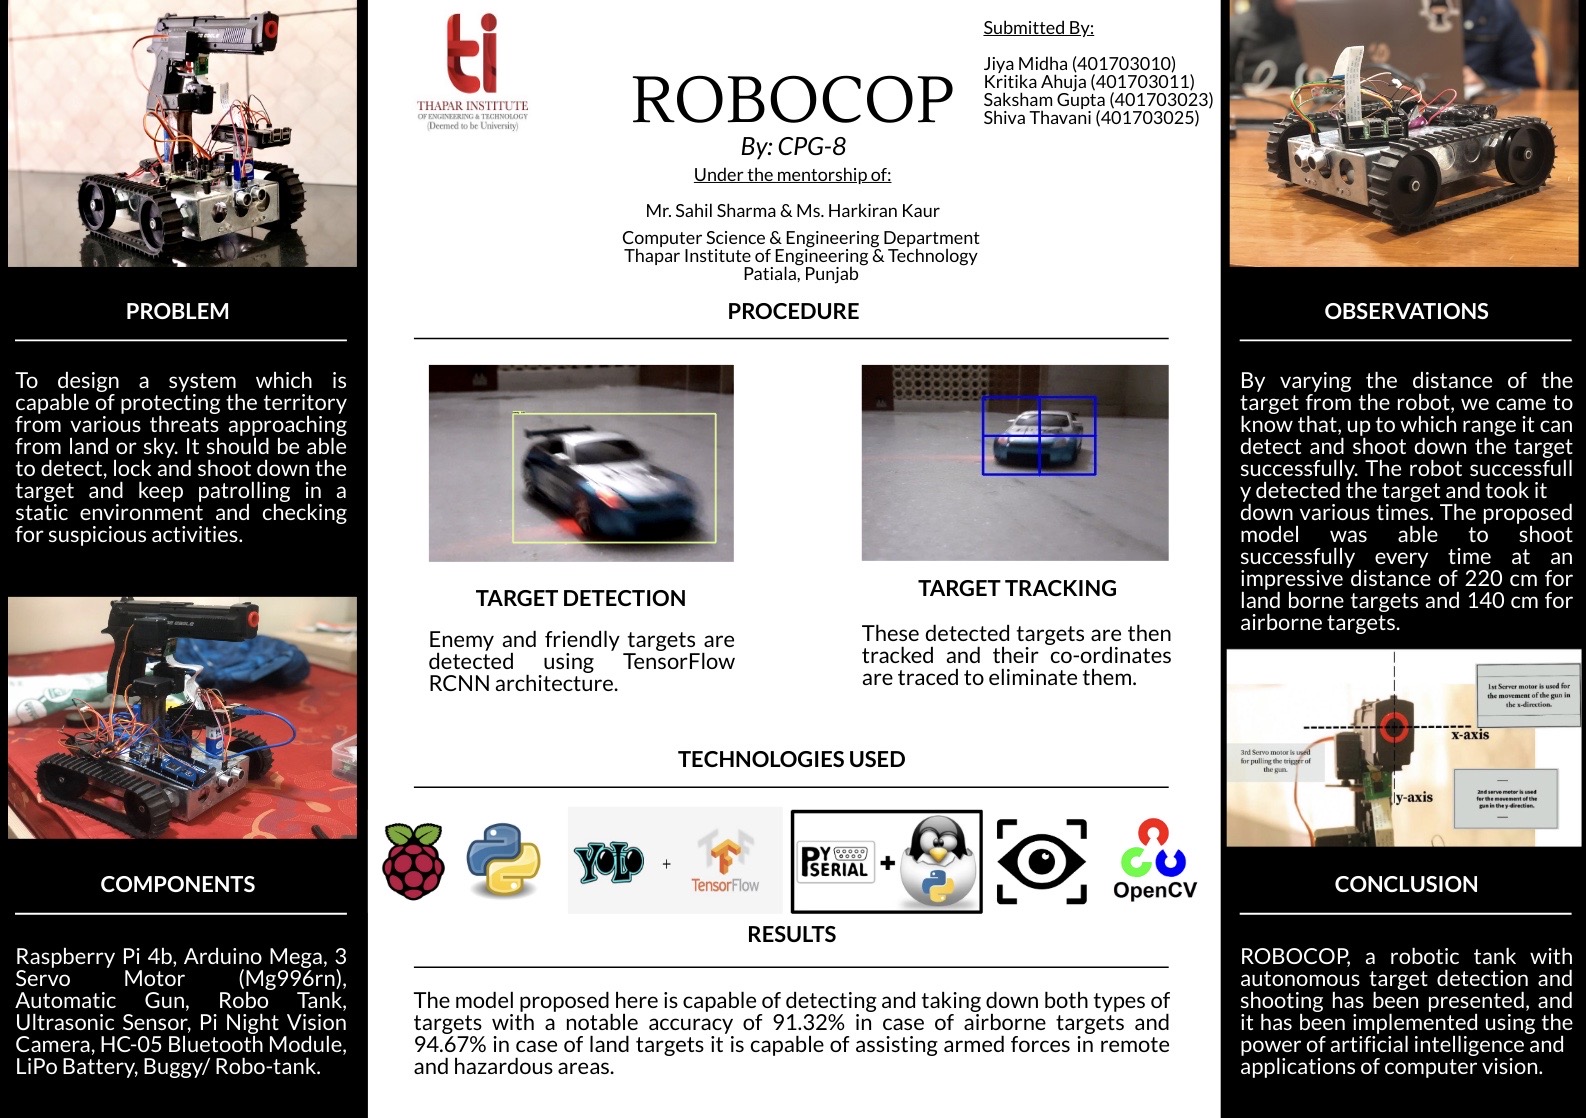 THAPAR INSTITUTE
OF ENGINEERING & TECHNOLOGY
(Deemed to be University)
ROBOCOP
By: CPG-8
Under the mentorship of:
Mr. Sahil Sharma & Ms. Harkiran Kaur
Computer Science & Engineering Department
Thapar Institute of Engineering & Technology
Patiala, Punjab
Submitted By:
Jiya Midha (401703010)
Kritika Ahuja (401703011)
Saksham Gupta (401703023)
Shiva Thavani (401703025)
PROBLEM
To design a system which is
capable of protecting the territory
from various threats approaching
from land or sky. It should be able
to detect, lock and shoot down the
target and keep patrolling in a
static environment and checking
for suspicious activities.
COMPONENTS
Raspberry Pi 4b, Arduino Mega, 3
Servo Motor (Mg996rn),
Automatic Gun, Robo Tank,
Ultrasonic Sensor, Pi Night Vision
Camera, HC-05 Bluetooth Module,
LiPo Battery, Buggy/ Robo-tank.
PROCEDURE
TARGET DETECTION
Enemy and friendly targets are
detected using TensorFlow
RCNN architecture.
TARGET TRACKING
These detected targets are then
tracked and their co-ordinates
are traced to eliminate them.
TECHNOLOGIES USED
YOLO
+
TensorFlow
PY
SERIAL
+
OpenCV
RESULTS
The model proposed here is capable of detecting and taking down both types of
targets with a notable accuracy of 91.32% in case of airborne targets and
94.67% in case of land targets it is capable of assisting armed forces in remote
and hazardous areas.
OBSERVATIONS
By varying the distance of the
target from the robot, we came to
know that, up to which range it can
detect and shoot down the target
successfully. The robot successfull
y detected the target and took it
down various times. The proposed
model was able to shoot
successfully every time at an
impressive distance of 220 cm for
land borne targets and 140 cm for
airborne targets.
1st Server motor is used for
the movement of the gun in
the x-direction.
x-axis
3rd Servo motor is used
for pulling the trigger of
the gun.
y-axis
2nd servo motor is used
for the movement of the
gun in the y-direction.
CONCLUSION
ROBOCOP, a robotic tank with
autonomous target detection and
shooting has been presented, and
it has been implemented using the
power of artificial intelligence and
applications of computer vision.